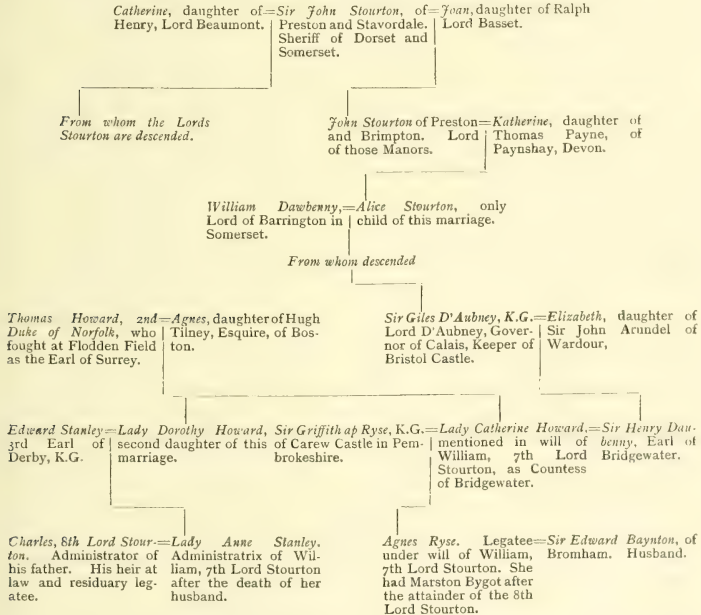 Catherine, daughter of=Sir John Stourton, of=Joan, daughter of Ralph
Henry, Lord Beaumont. Preston and Stavordale. Lord Basset.
Sheriff of Dorset and
Somerset.
From whom the Lords
Stourton are descended.
John Stourton of Preston=Katherine, daughter of
and Brimpton. Lord Thomas Payne, of
of those Manors. Paynshay, Devon.
William Dawbenny,=Alice Stourton, only
Lord of Barrington in child of this marriage.
Somerset.
From whom descended
Thomas Howard, 2nd=Agnes, daughter of Hugh
Duke of Norfolk, who Tilney, Esquire, of Bos-
fought at Flodden Field ton.
as the Earl of Surrey.
Sir Giles D'Aubney, K.G.=Elizabeth, daughter of
Lord D'Aubney, Gover- Sir John Arundel of
nor of Calais, Keeper of Wardour,
Bristol Castle.
Edward Stanley=Lady Dorothy Howard,
3rd Earl of second daughter of this
Derby, K.G. marriage.
Sir Griffith ap Ryse, K.G.=Lady Catherine Howard,=Sir Henry Dau-
of Carew Castle in Pem- mentioned in will of benny, Earl of
brokeshire. William, 7th Lord Bridgewater.
Stourton, as Countess
of Bridgewater.
Charles, 8th Lord Stour-=Lady Anne Stanley.
ton. Administrator of Administratrix of Wil-
his father. His heir at liam, 7th Lord Stourton
law and residuary leg- after the death of her
atee. husband.
Agnes Ryse. Legatee=Sir Edward Baynton, of
under will of William, Bromham. Husband.
7th Lord Stourton. She
had Marston Bygot after
the attainder of the 8th
Lord Stourton.